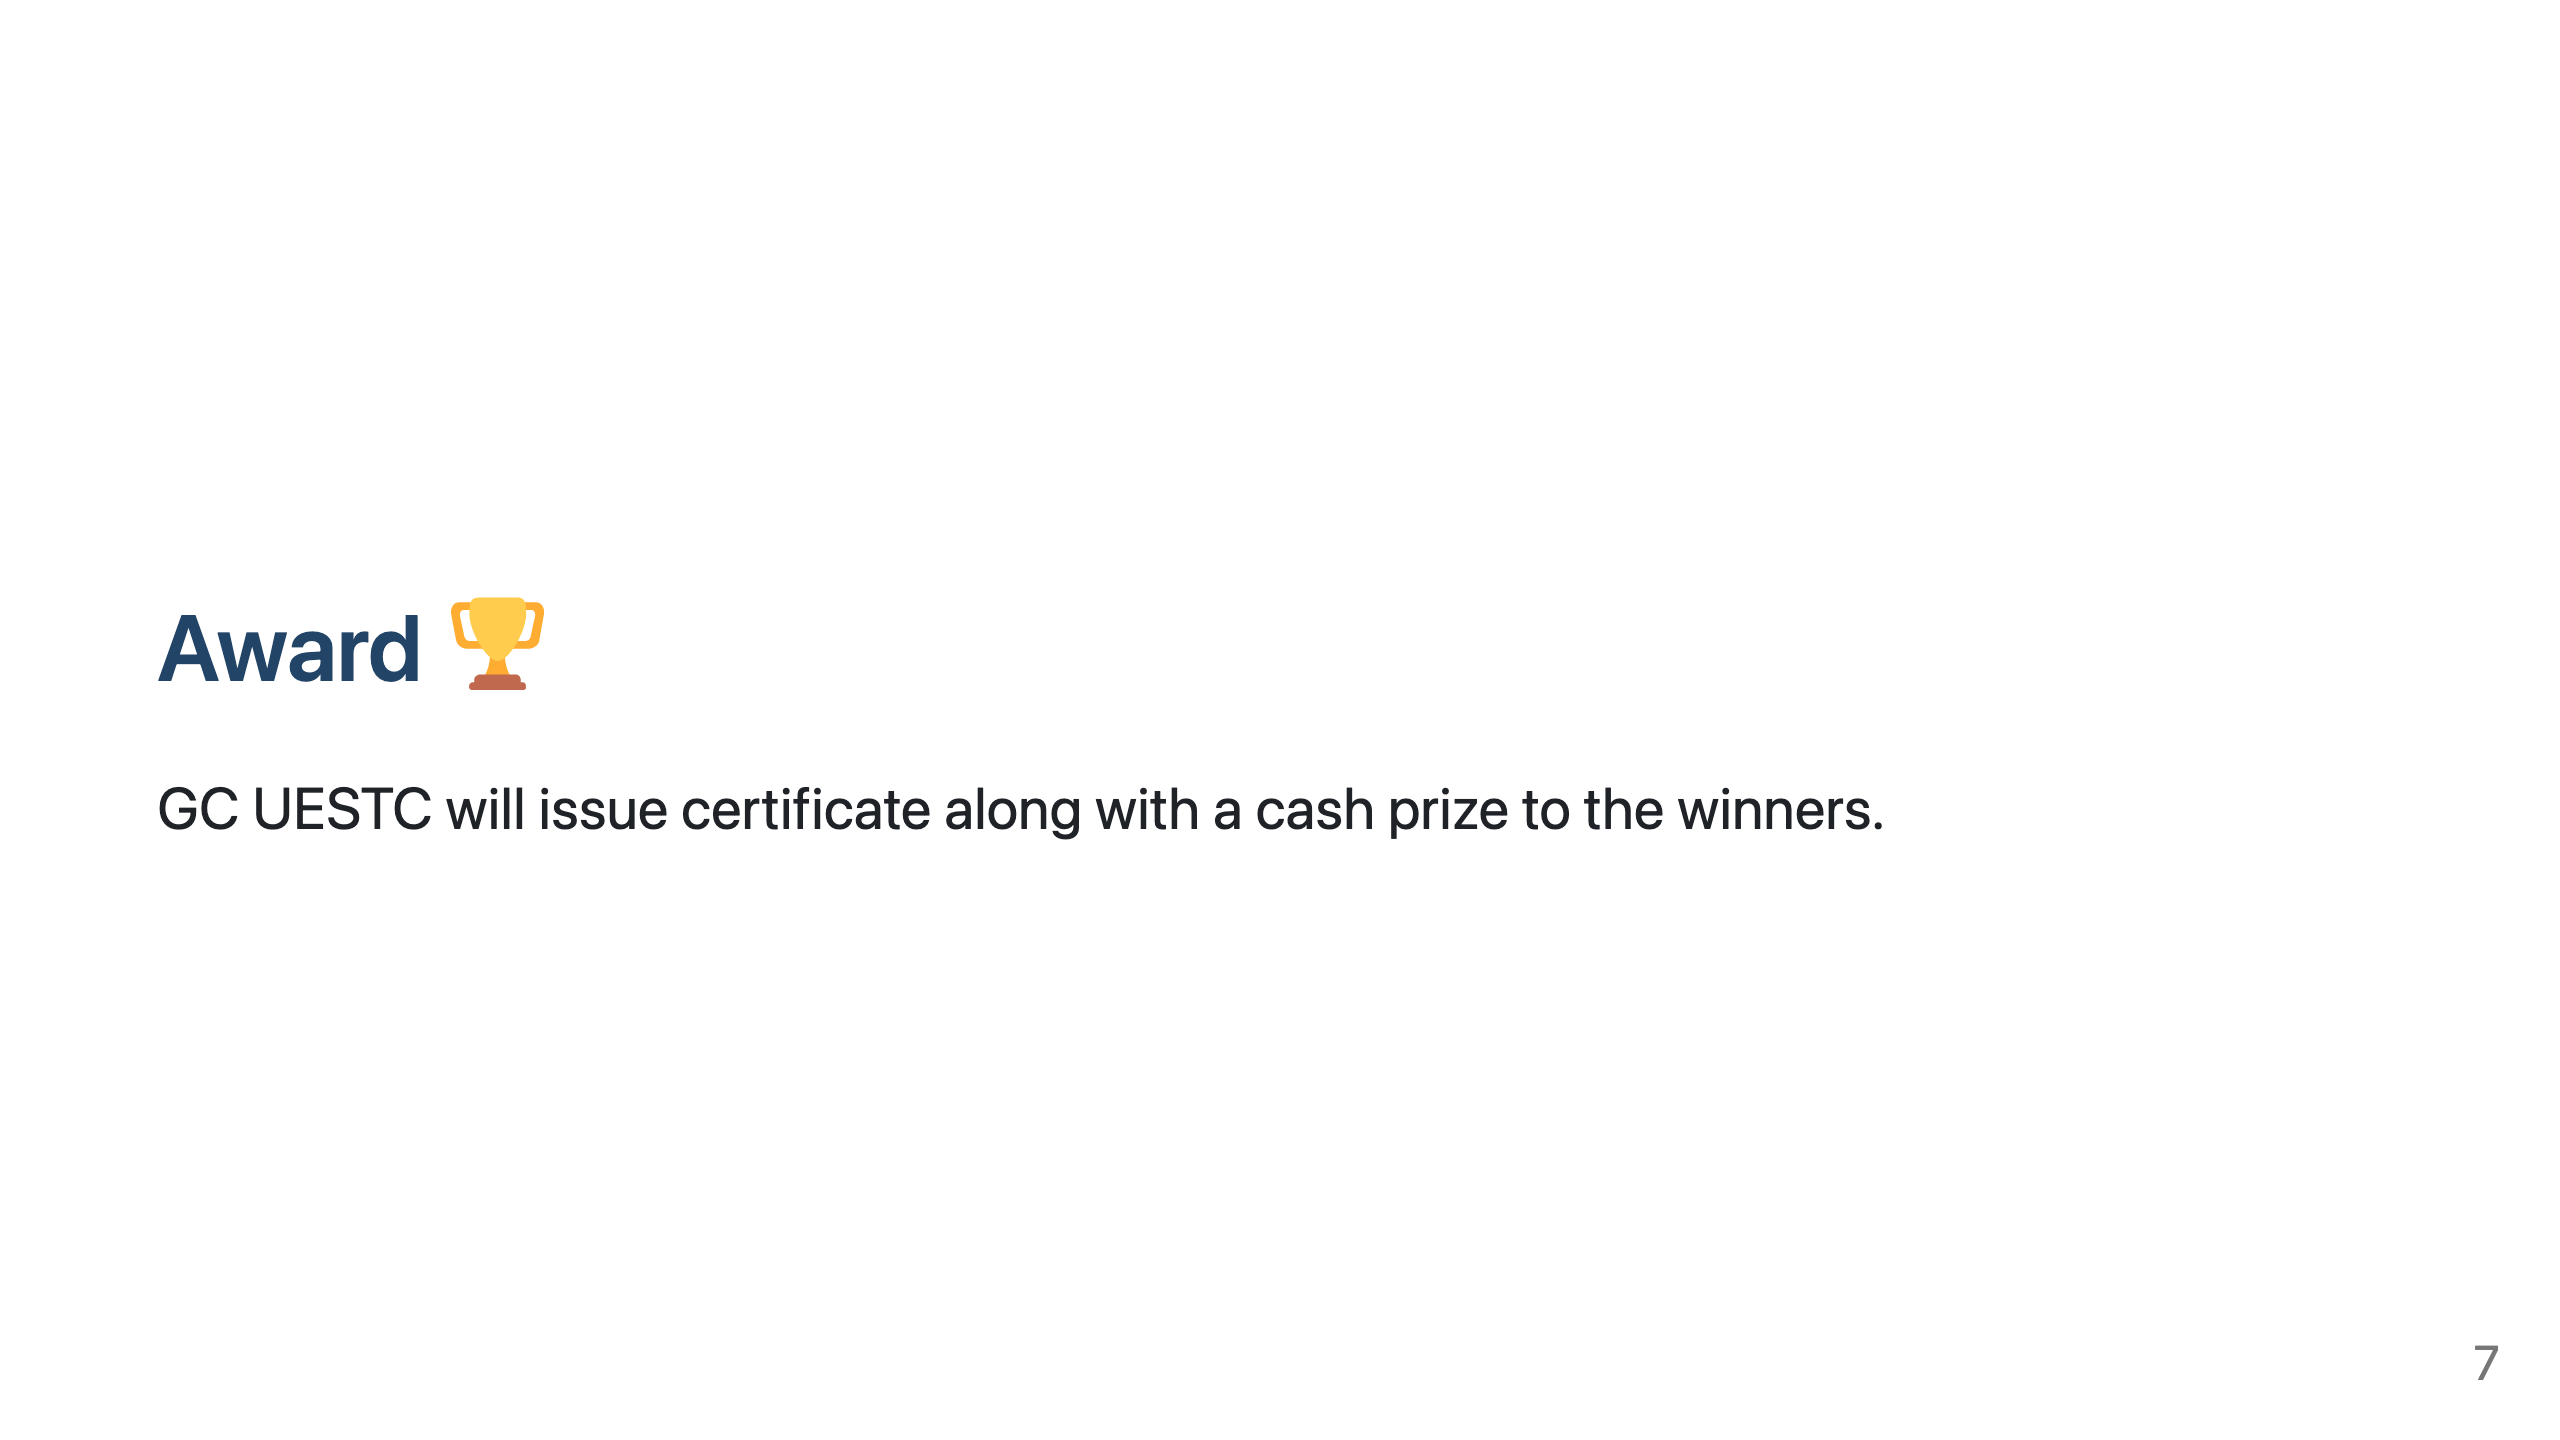 Award 🏆
GC UESTC will issue certificate along with a cash prize to the winners.
7